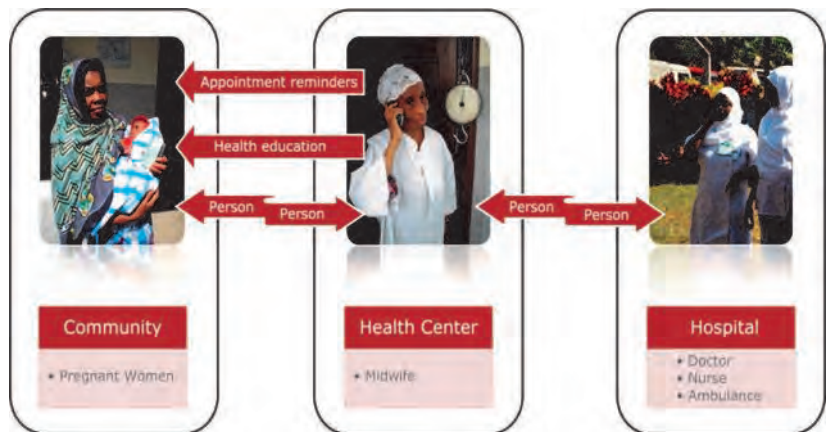 Appointment reminders
Health education
Person
Person
Person
Person
Community
• Pregnant Women
Health Center
• Midwife
Hospital
• Doctor
• Nurse
• Ambulance